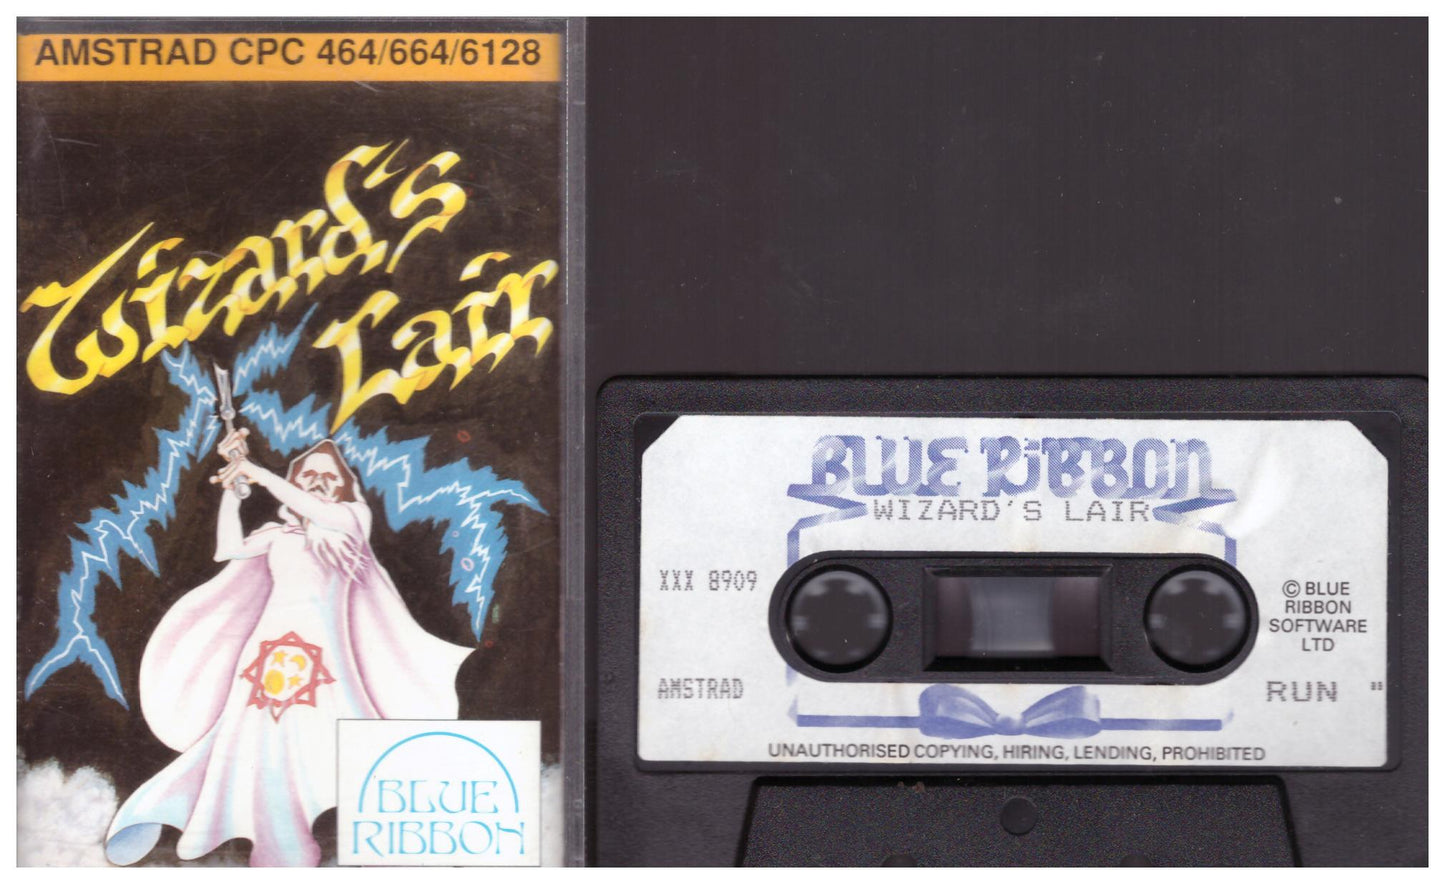 AMSTRAD CPC 464/664/6128
Wizard's
Lair
BLUE
RIBBON
BLUE RIBBON
WIZARD'S LAIR
XXX 8909
© BLUE
RIBBON
SOFTWARE
LTD
AMSTRAD
RUN "
UNAUTHORISED COPYING, HIRING, LENDING, PROHIBITED